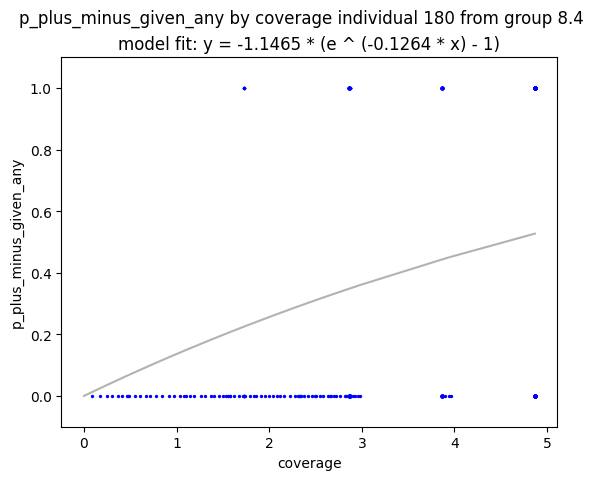 p_plus_minus_given_any by coverage individual 180 from group 8.4
model fit: y = -1.1465 * (e ^ (-0.1264 * x) - 1)
1.0
0.8
0.6
0.4
0.2
0.0
p_plus_minus_given_any
0 1 2 3 4 5
coverage